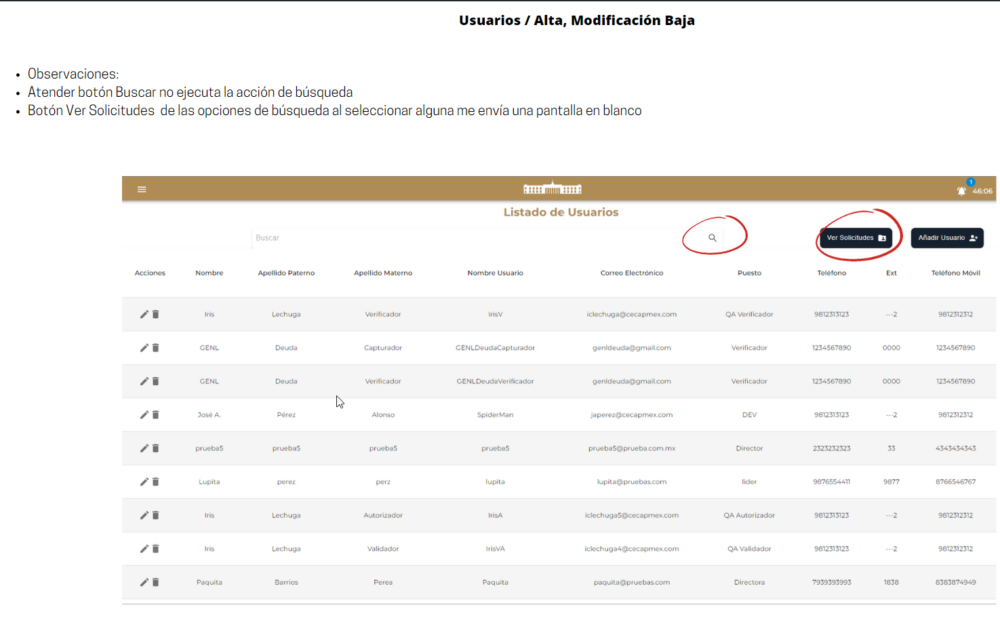 Usuarios / Alta, Modificación Baja
• Observaciones:
• Atender botón Buscar no ejecuta la acción de búsqueda
• Botón Ver Solicitudes  de las opciones de búsqueda al seleccionar alguna me envía una pantalla en blanco
1
46:06
Listado de Usuarios
Buscar
Ver Solicitudes
Añadir Usuario
Acciones Nombre Apellido Paterno Apellido Materno Nombre Usuario Correo Electrónico Puesto Teléfono Ext Teléfono Móvil
Iris Lechuga Verificador IrisV iclechuga@cecapmex.com QA Verificador 9812313123 ---2 9812312312
GENL Deuda Capturador GENLDeudaCapturador genldeuda@gmail.com Verificador 1234567890 0000 1234567890
GENL Deuda Verificador GENLDeudaVerificador genldeuda@gmail.com Verificador 1234567890 0000 1234567890
José A. Pérez Alonso SpiderMan japerez@cecapmex.com DEV 9812313123 ---2 9812312312
prueba5 prueba5 prueba5 prueba5 prueba5@prueba.com.mx Director 2323232323 33 4343434343
Lupita perez perz lupita lupita@pruebas.com lider 9876554411 9877 8766546767
Iris Lechuga Autorizador IrisA iclechuga5@cecapmex.com QA Autorizador 9812313123 ---2 9812312312
Iris Lechuga Validador IrisVA iclechuga4@cecapmex.com QA Validador 9812313123 ---2 9812312312
Paquita Barrios Perea Paquita paquita@pruebas.com Directora 7939393993 1838 8383874949